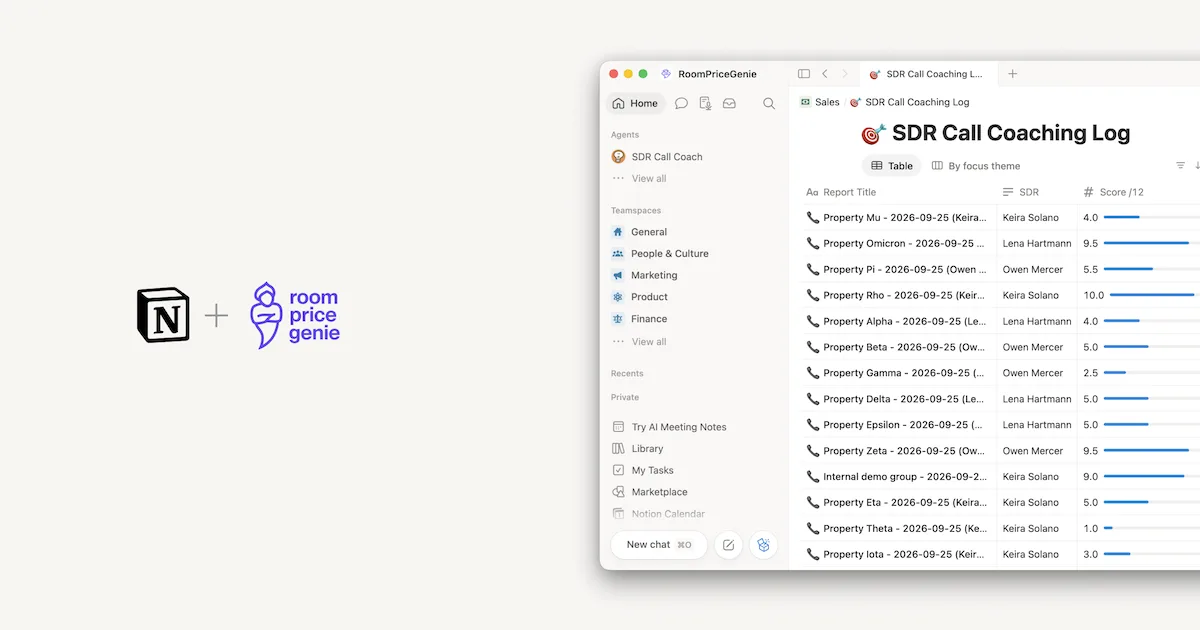 N
room
price
genie
RoomPriceGenie
Home
Agents
SDR Call Coach
View all
Teamspaces
General
People & Culture
Marketing
Product
Finance
View all
Recents
Private
Try AI Meeting Notes
Library
My Tasks
Marketplace
Notion Calendar
New chat ⌘O
SDR Call Coaching L...
Sales / SDR Call Coaching Log
SDR Call Coaching Log
Table By focus theme
Aa Report Title SDR # Score /12
Property Mu - 2026-09-25 (Keira... Keira Solano 4.0
Property Omicron - 2026-09-25 ... Lena Hartmann 9.5
Property Pi - 2026-09-25 (Owen ... Owen Mercer 5.5
Property Rho - 2026-09-25 (Keir... Keira Solano 10.0
Property Alpha - 2026-09-25 (Le... Lena Hartmann 4.0
Property Beta - 2026-09-25 (Ow... Owen Mercer 5.0
Property Gamma - 2026-09-25 (... Owen Mercer 2.5
Property Delta - 2026-09-25 (Le... Lena Hartmann 5.0
Property Epsilon - 2026-09-25 (... Lena Hartmann 5.0
Property Zeta - 2026-09-25 (Ow... Owen Mercer 9.5
Internal demo group - 2026-09-2... Keira Solano 9.0
Property Eta - 2026-09-25 (Keira... Keira Solano 5.0
Property Theta - 2026-09-25 (Ke... Keira Solano 1.0
Property Iota - 2026-09-25 (Keir... Keira Solano 3.0